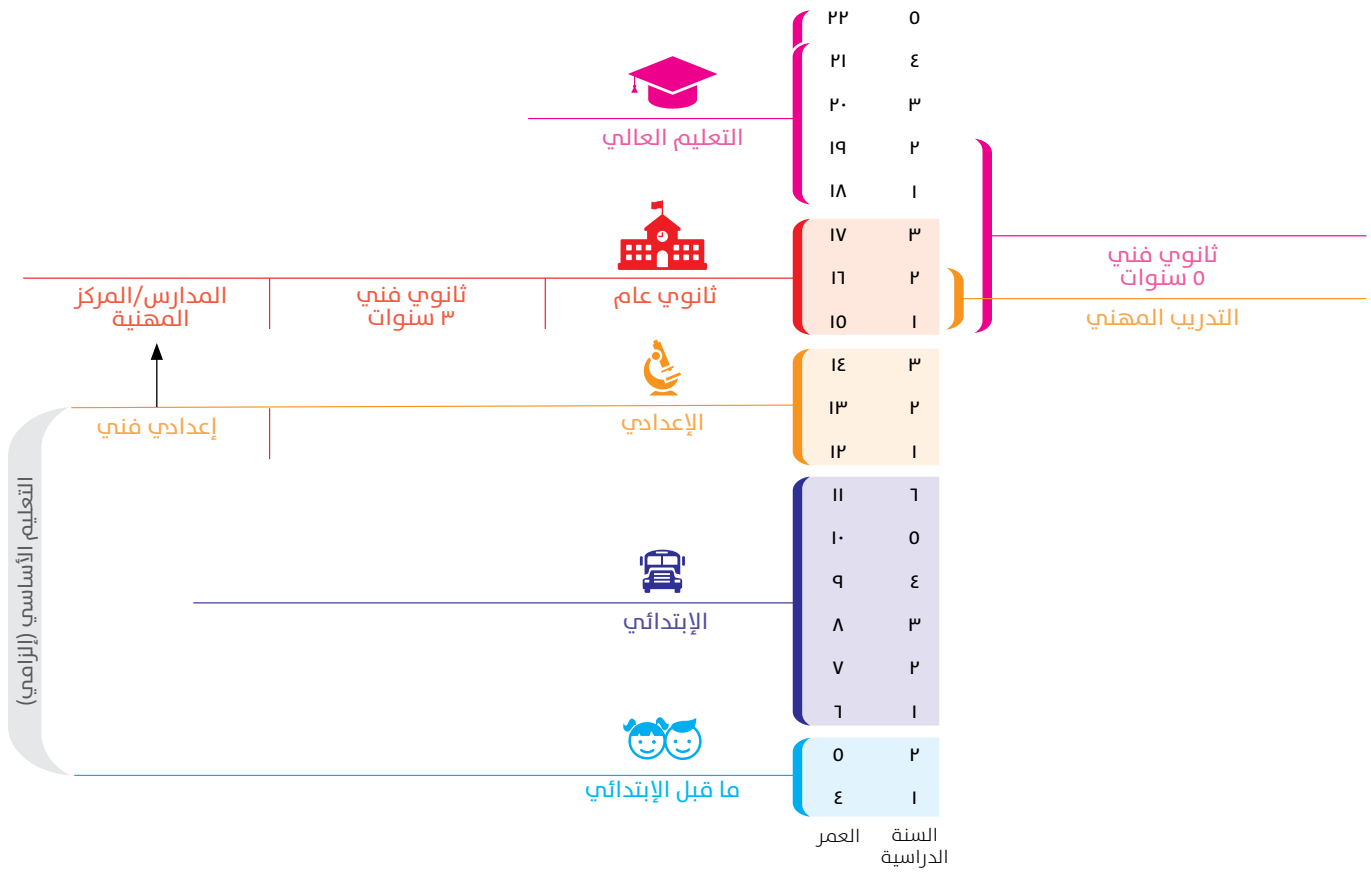 ٥ ٢٢
٤ ٢١
٣ ٢٠
٢ ١٩
١ ١٨
التعليم العالي
٣ ١٧
٢ ١٦
١ ١٥
ثانوي فني
٥ سنوات
التدريب المهني
ثانوي عام
ثانوي فني
٣ سنوات
المدارس/المركز
المهنية
٣ ١٤
٢ ١٣
١ ١٢
الإعدادي
إعدادي فني
٦ ١١
٥ ١٠
٤ ٩
٣ ٨
٢ ٧
١ ٦
الإبتدائي
٢ ٥
١ ٤
ما قبل الإبتدائي
التعليم الأساسي (إلزامي)
السنة
الدراسية
العمر